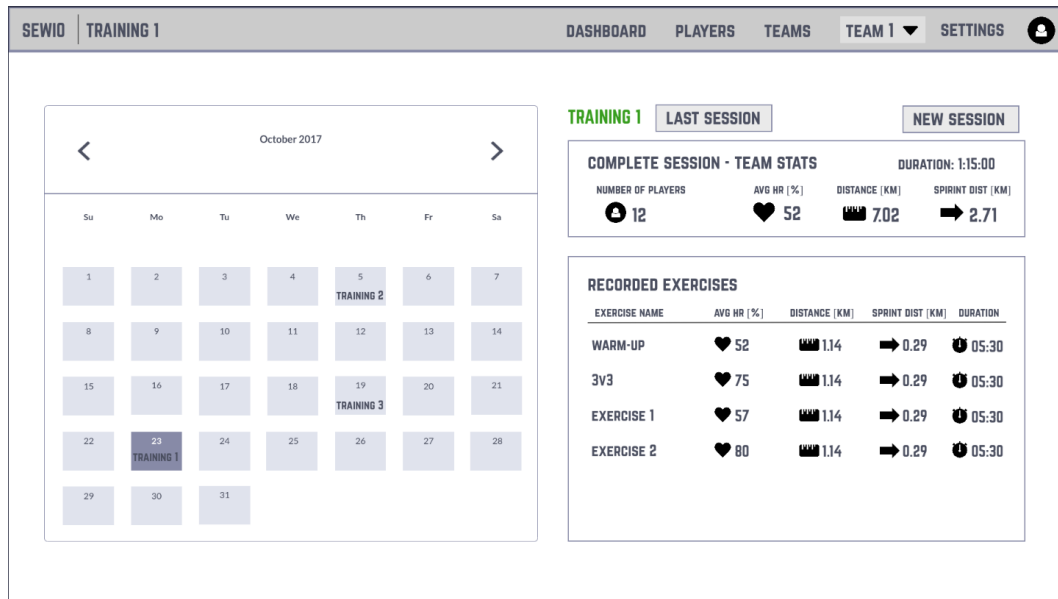 SEWIO TRAINING 1 DASHBOARD PLAYERS TEAMS TEAM 1 SETTINGS
October 2017
Su Mo Tu We Th Fr Sa
1 2 3 4 5 6 7
TRAINING 2
8 9 10 11 12 13 14
15 16 17 18 19 20 21
TRAINING 3
22 23 24 25 26 27 28
TRAINING 1
29 30 31
TRAINING 1 LAST SESSION NEW SESSION
COMPLETE SESSION - TEAM STATS DURATION: 1:15:00
NUMBER OF PLAYERS AVG HR [%] DISTANCE [KM] SPIRINT DIST [KM]
12 52 7.02 2.71
RECORDED EXERCISES
EXERCISE NAME AVG HR [%] DISTANCE [KM] SPRINT DIST [KM] DURATION
WARM-UP 52 1.14 0.29 05:30
3V3 75 1.14 0.29 05:30
EXERCISE 1 57 1.14 0.29 05:30
EXERCISE 2 80 1.14 0.29 05:30